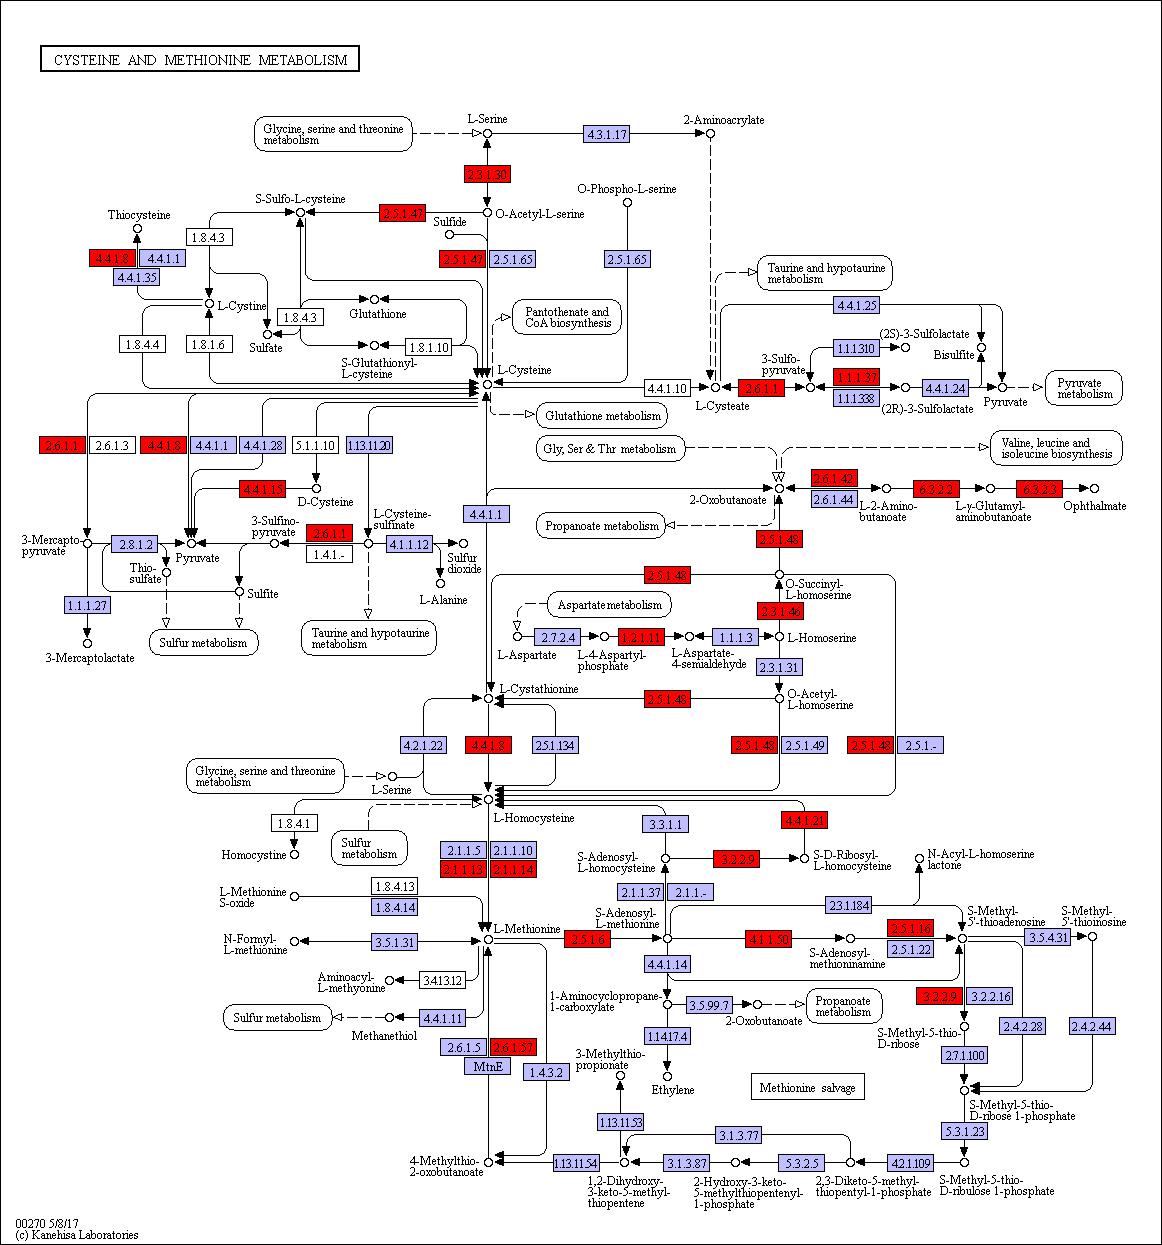 CYSTEINE AND METHIONINE METABOLISM
Glycine, serine and threonine
metabolism
L-Serine
4.3.1.17
2-Aminoacrylate
2.3.1.30
O-Phospho-L-serine
S-Sulfo-L-cysteine
Thiocysteine
2.5.1.47
O-Acetyl-L-serine
Sulfide
1.8.4.3
4.4.1.8
4.4.1.1
4.4.1.35
2.5.1.47
2.5.1.65
2.5.1.65
Taurine and hypotaurine
metabolism
L-Cystine
Glutathione
1.8.4.3
Pantothenate and
CoA biosynthesis
4.4.1.25
1.8.4.4
1.8.1.6
Sulfate
1.8.1.10
S-Glutathionyl-
L-cysteine
(2S)-3-Sulfolactate
1.1.1.310
Bisulfite
3-Sulfo-
pyruvate
L-Cysteine
4.4.1.10
2.6.1.1
1.1.1.37
1.1.1.338
4.4.1.24
L-Cysteate
(2R)-3-Sulfolactate
Pyruvate
Pyruvate
metabolism
Glutathione metabolism
2.6.1.1
2.6.1.3
4.4.1.8
4.4.1.1
4.4.1.28
5.1.1.10
1.13.11.20
Gly, Ser & Thr metabolism
Valine, leucine and
isoleucine biosynthesis
4.4.1.15
D-Cysteine
2-Oxobutanoate
2.6.1.42
2.6.1.44
L-2-Amino-
butanoate
6.3.2.2
L-γ-Glutamyl-
aminobutanoate
6.3.2.3
Ophthalmate
4.4.1.1
Propanoate metabolism
3-Sulfino-
pyruvate
2.6.1.1
1.4.1.-
L-Cysteine-
sulfinate
3-Mercapto
pyruvate
2.8.1.2
Pyruvate
4.1.1.12
Sulfur
dioxide
2.5.1.48
Thio-
sulfate
Sulfite
L-Alanine
2.5.1.48
O-Succinyl-
L-homoserine
1.1.1.27
Aspartate metabolism
2.3.1.46
Sulfur metabolism
Taurine and hypotaurine
metabolism
3-Mercaptolactate
2.7.2.4
1.2.1.11
1.1.1.3
L-Homoserine
L-Aspartate
L-4-Aspartyl-
phosphate
L-Aspartate-
4-semialdehyde
2.3.1.31
L-Cystathionine
2.5.1.48
O-Acetyl-
L-homoserine
4.2.1.22
4.4.1.8
2.5.1.134
2.5.1.48
2.5.1.49
2.5.1.48
2.5.1.-
Glycine, serine and threonine
metabolism
L-Serine
L-Homocysteine
1.8.4.1
Homocystine
Sulfur
metabolism
3.3.1.1
4.4.1.21
2.1.1.5
2.1.1.10
2.1.1.13
2.1.1.14
S-Adenosyl-
L-homocysteine
3.2.2.9
S-D-Ribosyl-
L-homocysteine
N-Acyl-L-homoserine
lactone
L-Methionine
S-oxide
1.8.4.13
1.8.4.14
2.1.1.37
2.1.1.-
2.3.1.184
S-Adenosyl-
L-methionine
S-Methyl-
5'-thioadenosine
S-Methyl-
5'-thioinosine
N-Formyl-
L-methionine
3.5.1.31
L-Methionine
2.5.1.6
4.1.1.50
S-Adenosyl-
methioninamine
2.5.1.16
2.5.1.22
3.5.4.31
4.4.1.14
Aminoacyl-
L-methyonine
3.4.13.12
1-Aminocyclopropane-
1-carboxylate
3.5.99.7
2-Oxobutanoate
Propanoate
metabolism
3.2.2.9
3.2.2.16
Sulfur metabolism
Methanethiol
4.4.1.11
S-Methyl-5-thio-
D-ribose
2.4.2.28
2.4.2.44
2.6.1.5
2.6.1.57
MtnE
1.4.3.2
1.14.17.4
3-Methylthio-
propionate
Ethylene
2.7.1.100
Methionine salvage
S-Methyl-5-thio-
D-ribose 1-phosphate
1.13.11.53
3.1.3.77
5.3.1.23
4-Methylthio-
2-oxobutanoate
1.13.11.54
3.1.3.87
5.3.2.5
4.2.1.109
1,2-Dihydroxy-
3-keto-5-methyl-
thiopentene
2-Hydroxy-3-keto-
5-methylthiopentenyl-
1-phosphate
2,3-Diketo-5-methyl-
thiopentyl-1-phosphate
S-Methyl-5-thio-
D-ribulose 1-phosphate
00270 5/8/17
(c) Kanehisa Laboratories